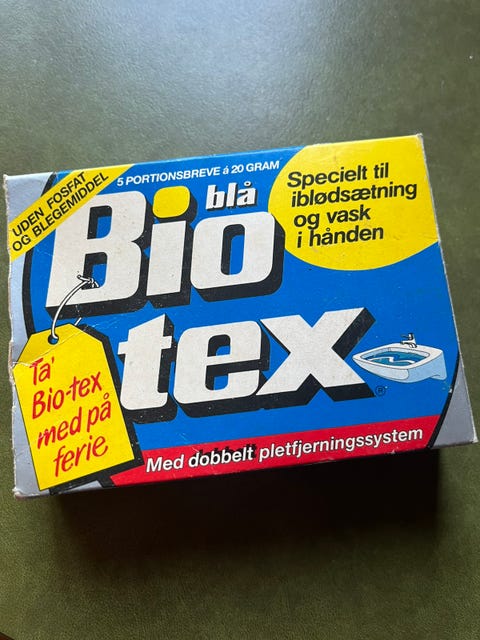 UDEN FOSFAT
OG BLEGEMIDDEL
5 PORTIONSBREVE á 20 GRAM
Specielt til
iblødsætning
og vask
i hånden
blå
Bio
tex®
Ta'
Bio-tex
med på
ferie
Med dobbelt pletfjerningssystem